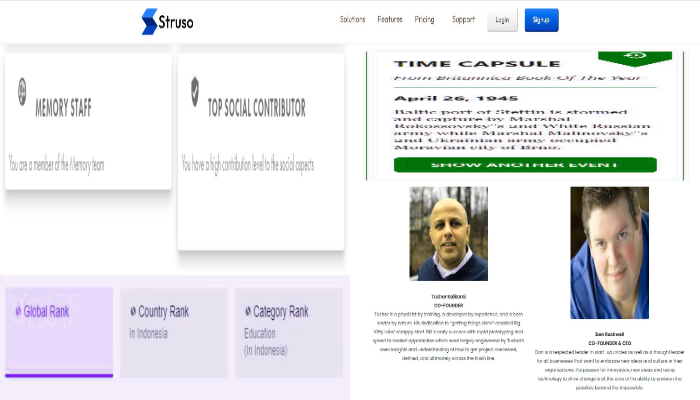 Struso
Solutions Features Pricing Support Login Signup
MEMORY STAFF
You are a member of the Memory team
TOP SOCIAL CONTRIBUTOR
You have a high contribution level to the social aspects
TIME CAPSULE
From Britannica Book Of The Year
April 26, 1945
Baltic port of Stettin is stormed
and capture by Marshal
Rokossovsky''s 2nd White Russian
army while Marshal Malinovsky''s
2nd Ukrainian army occupied
Moravian city of Brno.
SHOW ANOTHER EVENT
Global Rank
Country Rank
In Indonesia
Category Rank
Education
(In Indonesia)
Tushar Kulkarni
CO-FOUNDER
Tushar is a physicist by training, a developer by experience and a born
leader by nature. His dedication to "getting things done" enabled Big
Kitty Labs' scrappy start. BKL's early success with rapid prototyping and
speed to market approaches which were largely engineered by Tushar's
keen insights and understanding of how to get project conceived,
defined, and ultimately across the finish line.
Dan Rockwell
CO-FOUNDER & CEO
Dan is a respected leader in start up circles as well as a thought leader
for all businesses that want to embrace new ideas and culture in their
organizations. His passion for innovation, new ideas and using
technology to drive change is at the core of his ability to envision the
possible beyond the impossible.